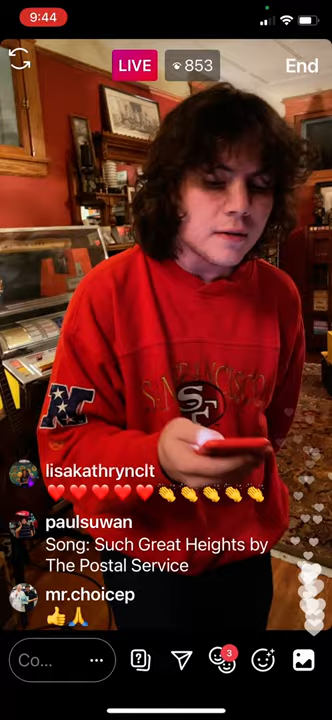 9:44
LIVE
853
End
SAN FRANCISCO
SF
lisakathrynclt
❤️❤️❤️❤️❤️👏👏👏👏👏
paulsuwan
Song: Such Great Heights by
The Postal Service
mr.choicep
👍🙏
Co...
3